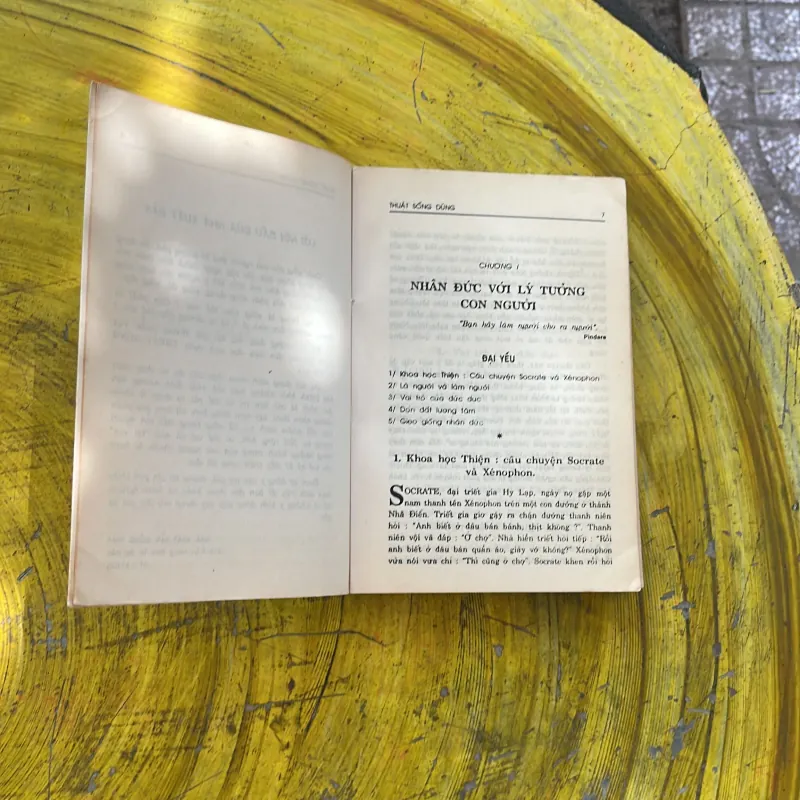 THUẬT SỐNG DŨNG
7
CHƯƠNG I
NHÂN ĐỨC VỚI LÝ TƯỞNG
CON NGƯỜI
"Bạn hãy làm người cho ra người".
Pindare
ĐẠI YẾU
1/ Khoa học Thiện : Câu chuyện Socrate và Xénophon
2/ Là người và làm người
3/ Vai trò của đức dục
4/ Dọn đất lương tâm
5/ Gieo giống nhân đức
*
1. Khoa học Thiện : câu chuyện Socrate
và Xénophon.
SOCRATE, đại triết gia Hy Lạp, ngày nọ gặp một
nam thanh tên Xénophon trên một con đường ở thành
Nhã Điển. Triết gia giơ gậy ra chận đường thanh niên
hỏi : "Anh biết ở đâu bán bánh, thịt không ?". Thanh
niên vội vã đáp : "Ở chợ". Nhà hiền triết hỏi tiếp : "Rồi
anh biết ở đâu bán quần áo, giày vớ không?" Xénophon
vừa nói vừa chỉ : "Thì cũng ở chợ". Socrate khen rồi hỏi